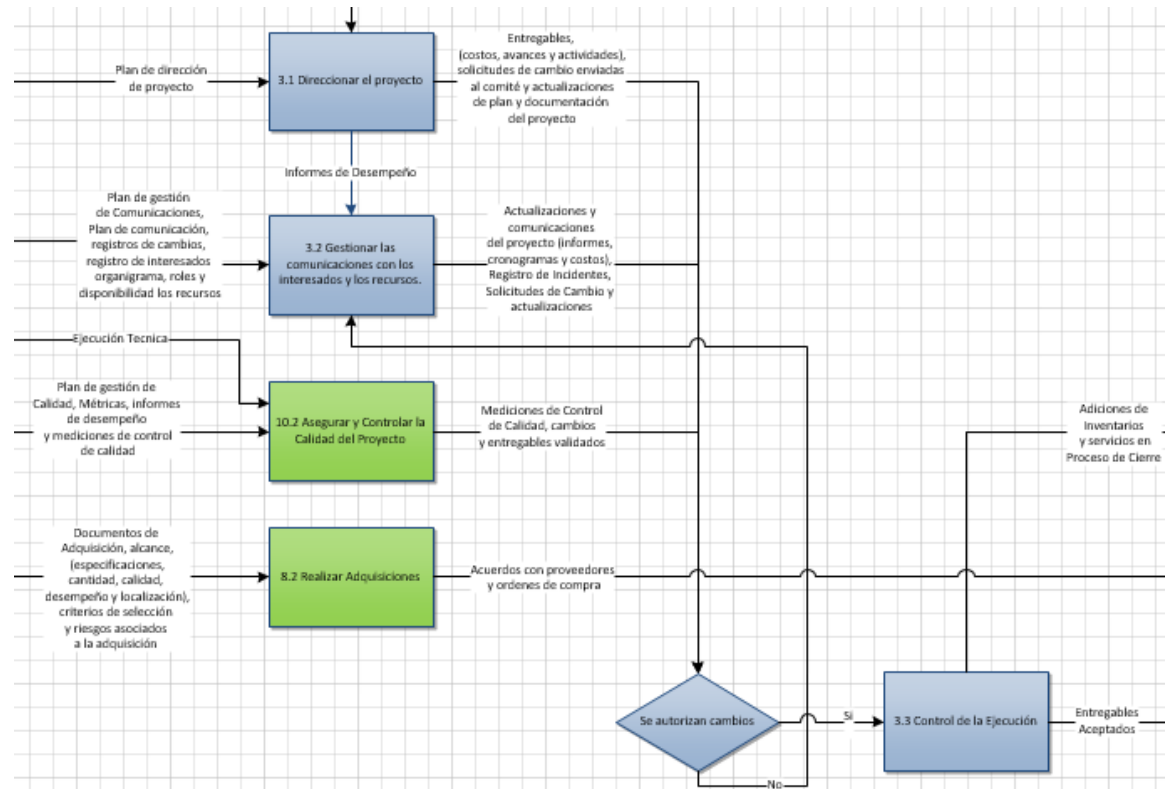 Plan de dirección
de proyecto
3.1 Direccionar el proyecto
Entregables,
(costos, avances y actividades),
solicitudes de cambio enviadas
al comité y actualizaciones
de plan y documentación
del proyecto
Informes de Desempeño
Plan de gestión
de Comunicaciones,
Plan de comunicación,
registros de cambios,
registro de interesados
organigrama, roles y
disponibilidad los recursos
3.2 Gestionar las
comunicaciones con los
interesados y los recursos.
Actualizaciones y
comunicaciones
del proyecto (informes,
cronogramas y costos),
Registro de Incidentes,
Solicitudes de Cambio y
actualizaciones
Ejecución Tecnica
Plan de gestión de
Calidad, Métricas, informes
de desempeño
y mediciones de control
de calidad
10.2 Asegurar y Controlar la
Calidad del Proyecto
Mediciones de Control
de Calidad, cambios
y entregables validados
Adiciones de
Inventarios
y servicios en
Proceso de Cierre
Documentos de
Adquisición, alcance,
(especificaciones,
cantidad, calidad,
desempeño y localización),
criterios de selección
y riesgos asociados
a la adquisición
8.2 Realizar Adquisiciones
Acuerdos con proveedores
y ordenes de compra
Se autorizan cambios
Si
3.3 Control de la Ejecución
Entregables
Aceptados
No